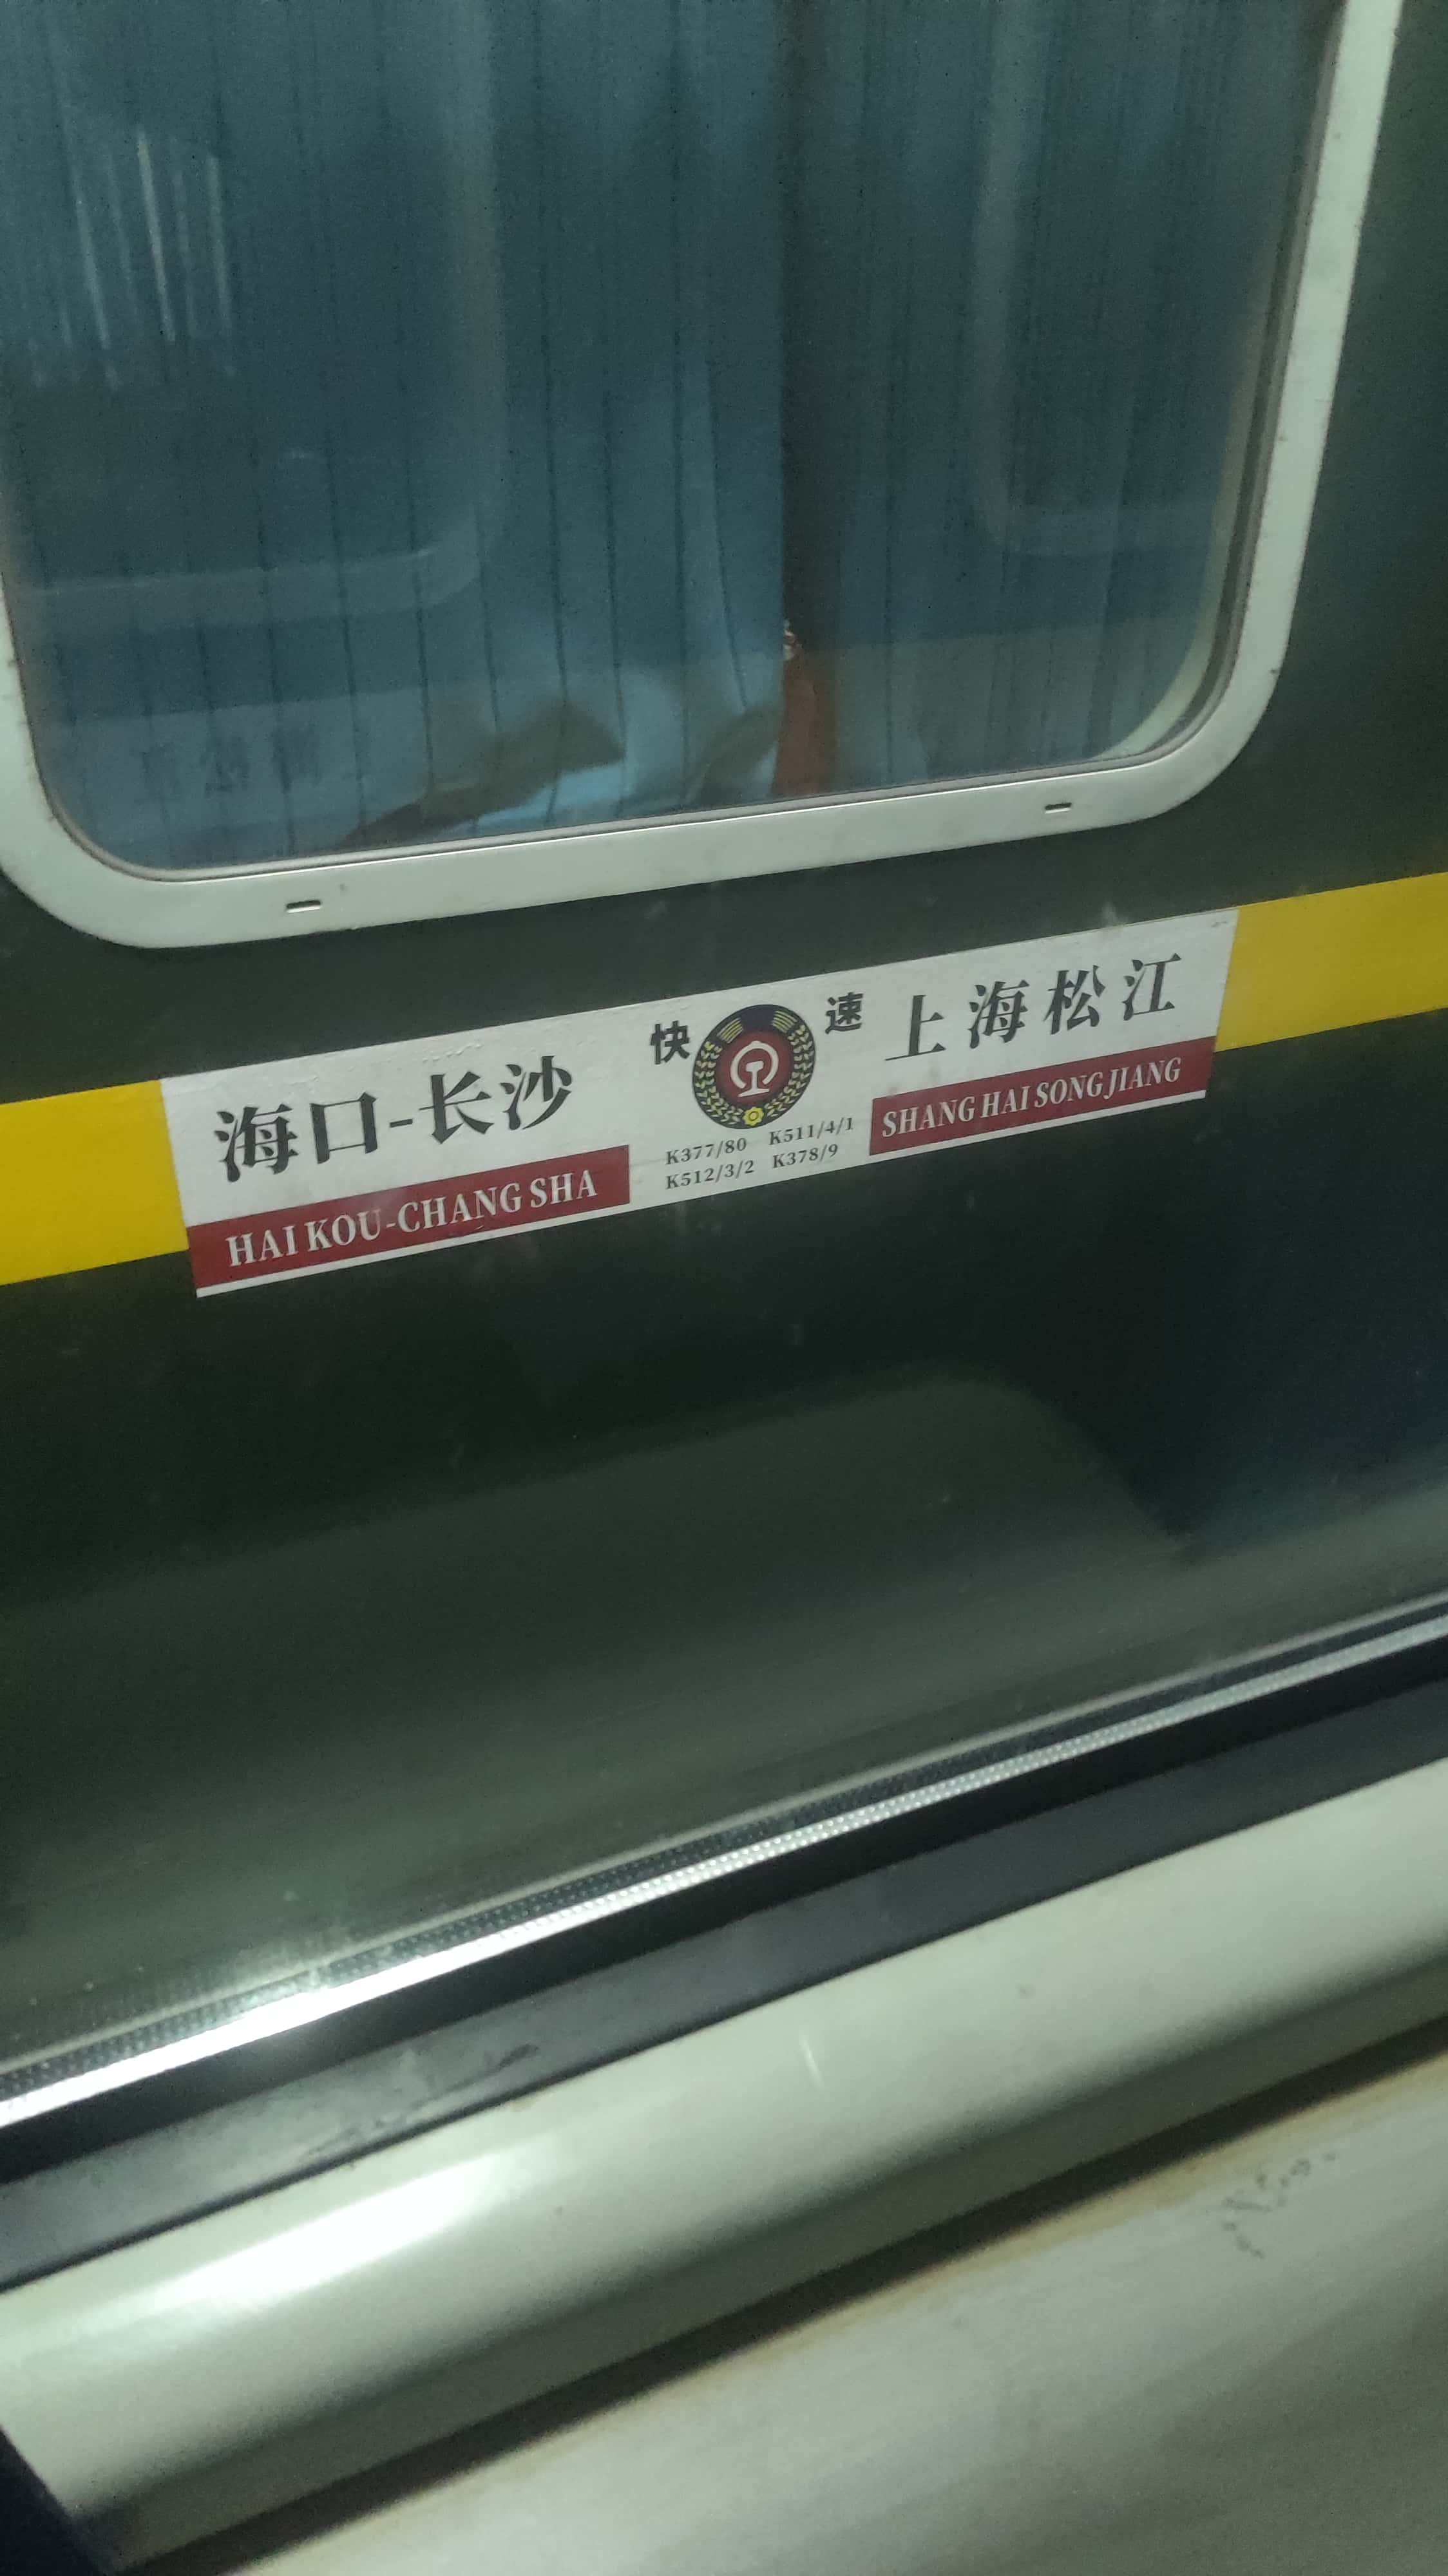 海口-长沙
HAI KOU-CHANG SHA
快速
K377/80 K511/4/1
K512/3/2 K378/9
上海松江
SHANG HAI SONG JIANG